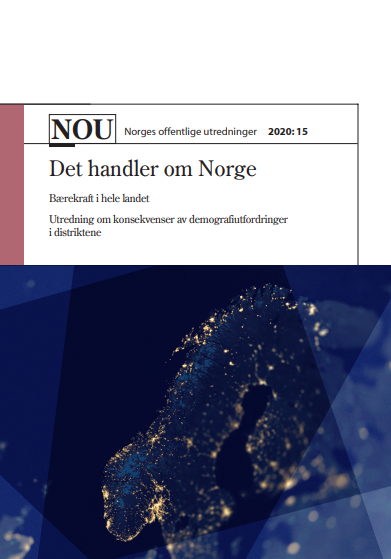 NOU Norges offentlige utredninger 2020: 15
Det handler om Norge
Bærekraft i hele landet
Utredning om konsekvenser av demografiutfordringer
i distriktene